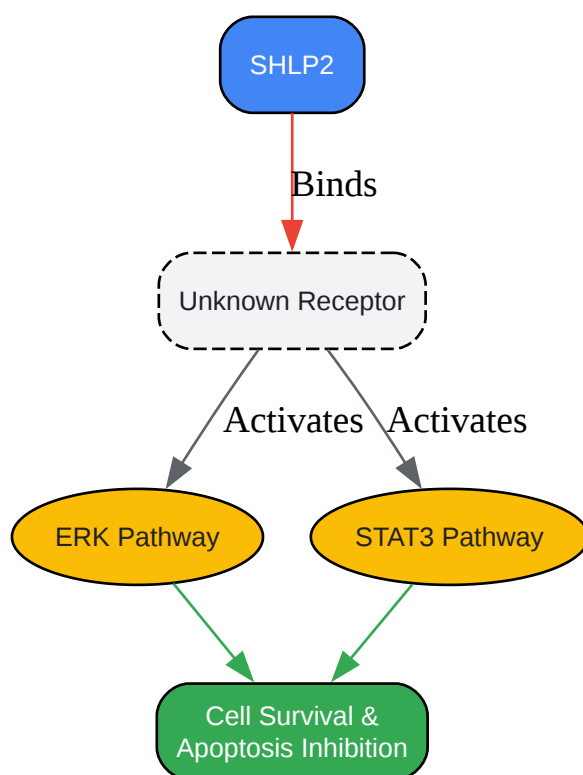 SHLP2
Binds
Unknown Receptor
Activates Activates
ERK Pathway
STAT3 Pathway
Cell Survival &
Apoptosis Inhibition